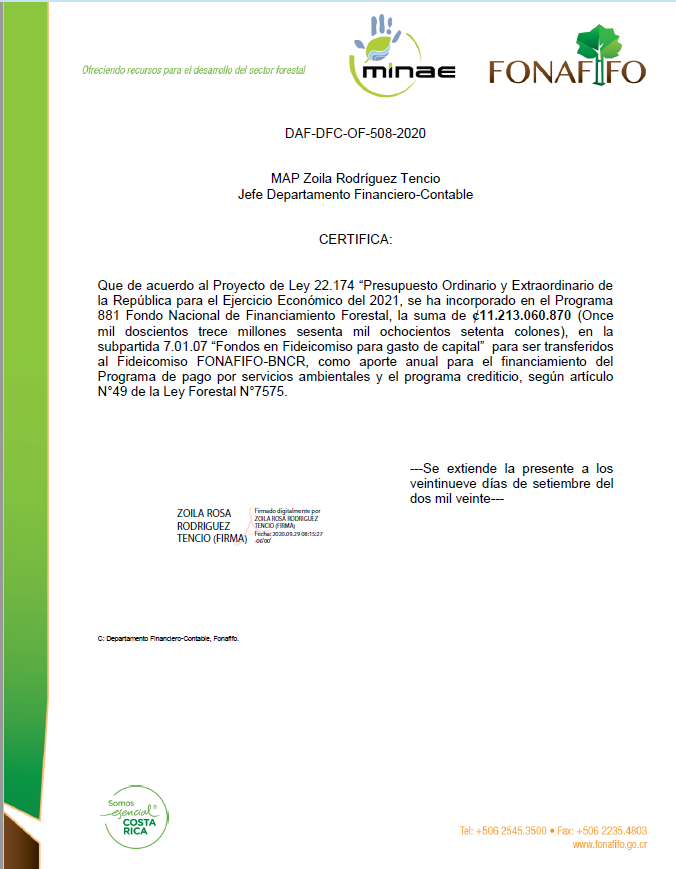 Ofreciendo recursos para el desarrollo del sector forestal
minae
FONAFIFO
DAF-DFC-OF-508-2020
MAP Zoila Rodríguez Tencio
Jefe Departamento Financiero-Contable
CERTIFICA:
Que de acuerdo al Proyecto de Ley 22.174 “Presupuesto Ordinario y Extraordinario de
la República para el Ejercicio Económico del 2021, se ha incorporado en el Programa
881 Fondo Nacional de Financiamiento Forestal, la suma de ¢11.213.060.870 (Once
mil doscientos trece millones sesenta mil ochocientos setenta colones), en la
subpartida 7.01.07 “Fondos en Fideicomiso para gasto de capital” para ser transferidos
al Fideicomiso FONAFIFO-BNCR, como aporte anual para el financiamiento del
Programa de pago por servicios ambientales y el programa crediticio, según artículo
N°49 de la Ley Forestal N°7575.
---Se extiende la presente a los
veintinueve días de setiembre del
dos mil veinte---
ZOILA ROSA
RODRIGUEZ
TENCIO (FIRMA)
Firmado digitalmente por
ZOILA ROSA RODRIGUEZ
TENCIO (FIRMA)
Fecha: 2020.09.29 08:15:27
-06'00'
C: Departamento Financiero-Contable, Fonafifo.
Somos
esencial
COSTA
RICA
Tel: +506 2545.3500 • Fax: +506 2235.4803
www.fonafifo.go.cr